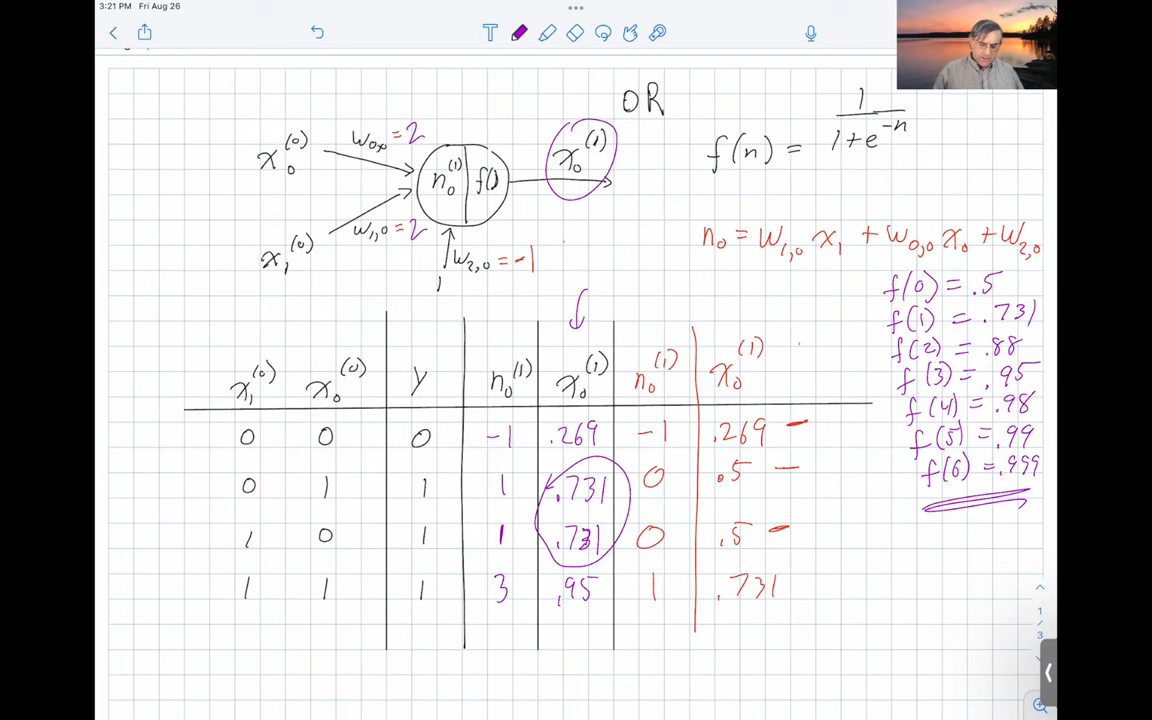 3:21 PM Fri Aug 26
OR
x₀⁽⁰⁾ w₀,₀ = 2
n₀⁽¹⁾ f() x₀⁽¹⁾
x₁⁽⁰⁾ w₁,₀ = 2
1 w₂,₀ = -1
f(n) = 1 / 1+e⁻ⁿ
n₀ = w₁,₀ x₁ + w₀,₀ x₀ + w₂,₀
f(0) = .5
f(1) = .731
f(2) = .88
f(3) = .95
f(4) = .98
f(5) = .99
f(6) = .999
x₁⁽⁰⁾ x₀⁽⁰⁾ y n₀⁽¹⁾ x₀⁽¹⁾ n₀⁽¹⁾ x₀⁽¹⁾
0 0 0 -1 .269 -1 .269 -
0 1 1 1 .731 0 .5 -
1 0 1 1 .731 0 .5 -
1 1 1 3 .95 1 .731
1
/
3